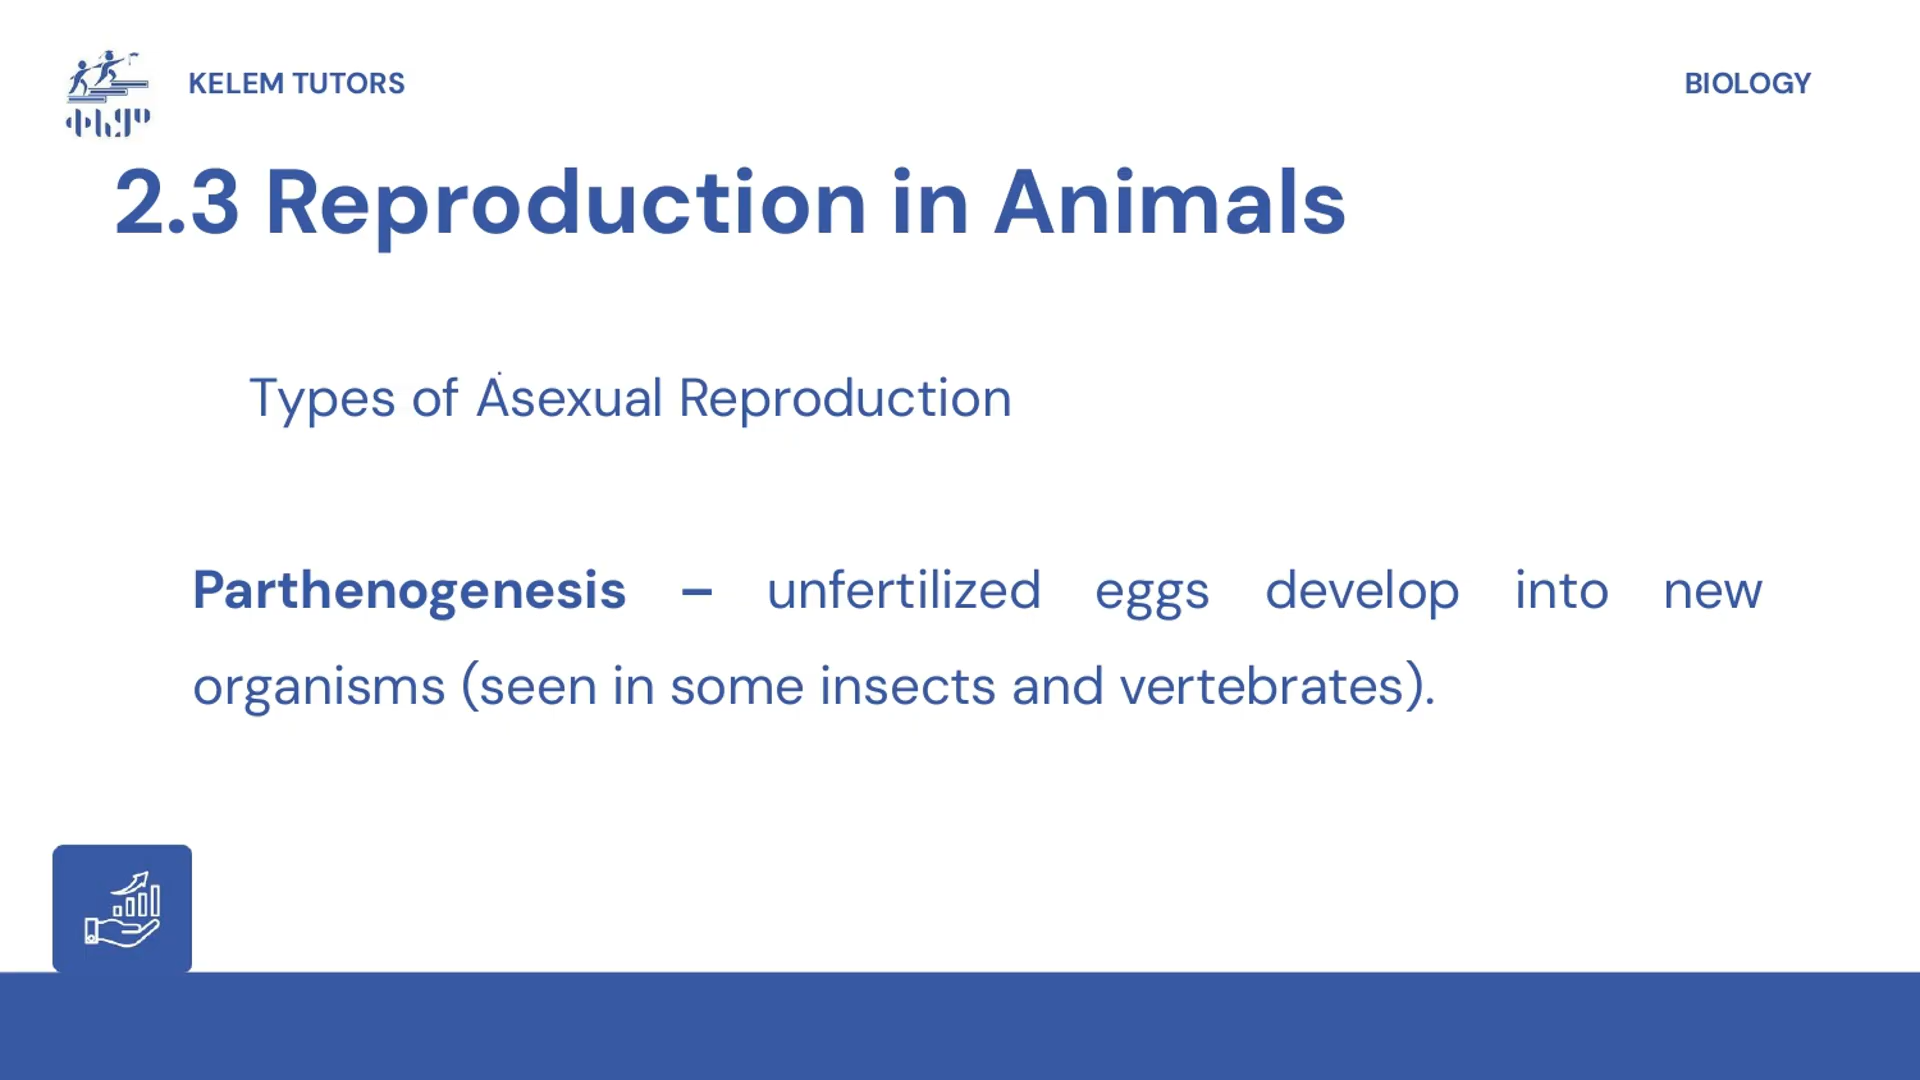 ቀለም
KELEM TUTORS
BIOLOGY
2.3 Reproduction in Animals
Types of Asexual Reproduction
Parthenogenesis – unfertilized eggs develop into new
organisms (seen in some insects and vertebrates).